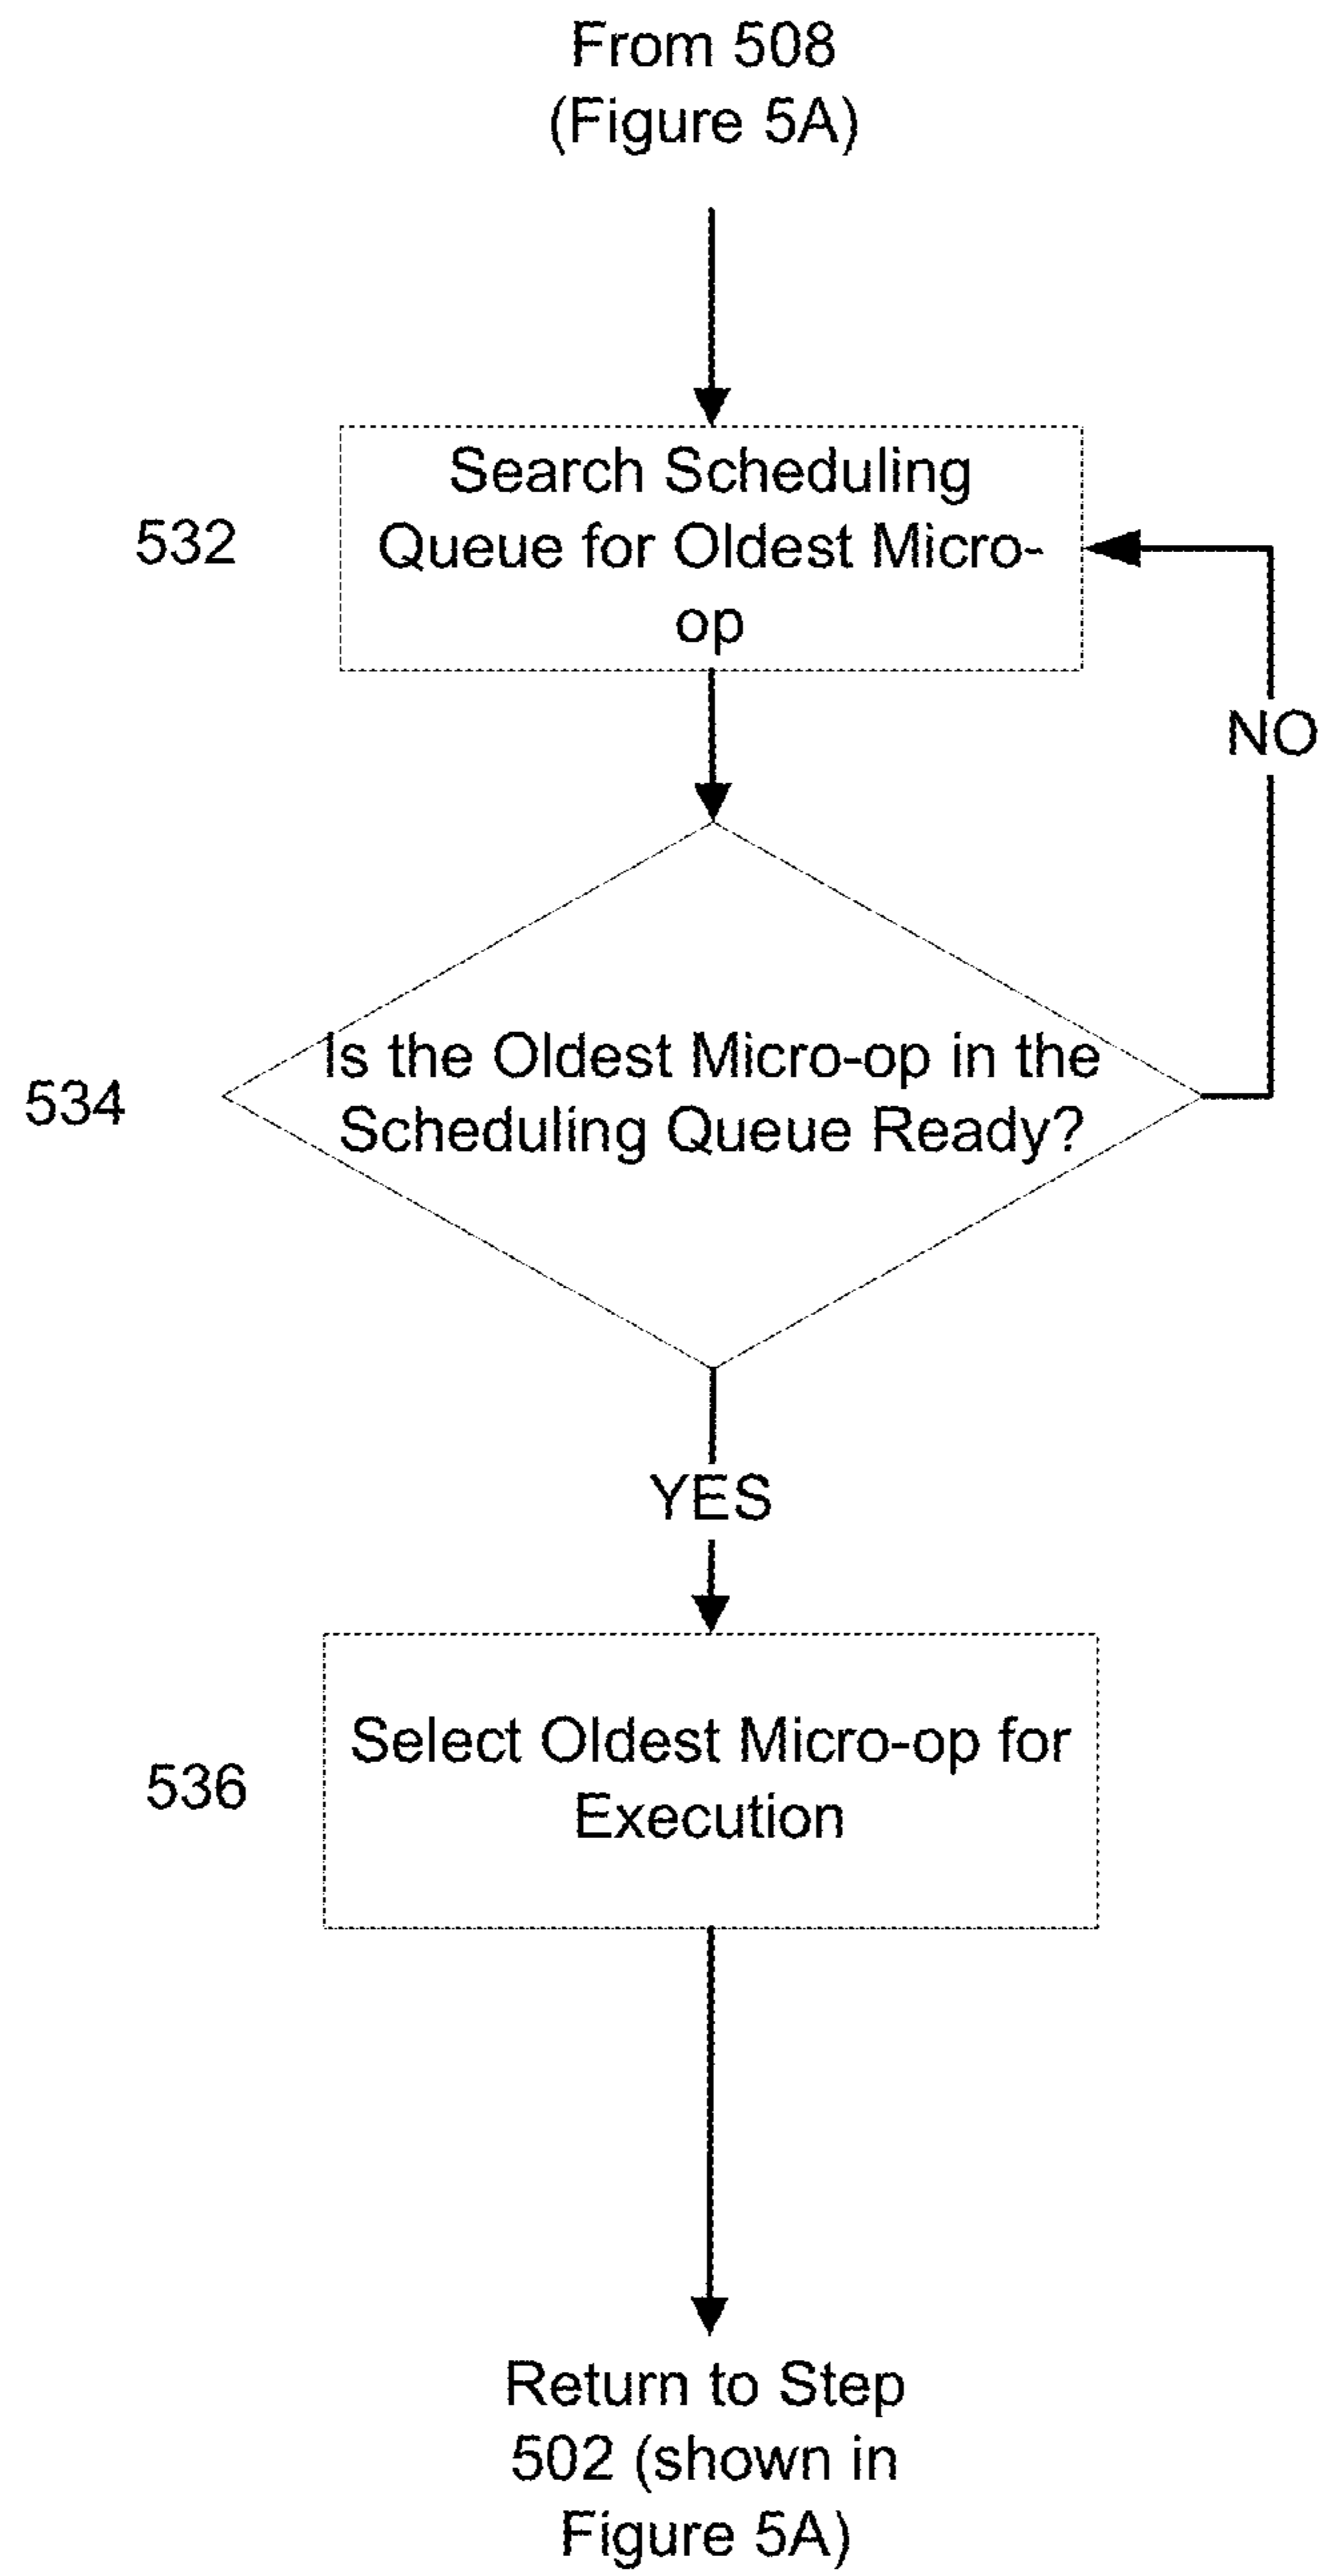 From 508
(Figure 5A)
Search Scheduling
532
Queue for Oldest Micro-
op
NO
Is the Oldest Micro-op in the
534
Scheduling Queue Ready?
YES
Select Oldest Micro-op for
536
Execution
Return to Step
502 (shown in
Figure 5A)